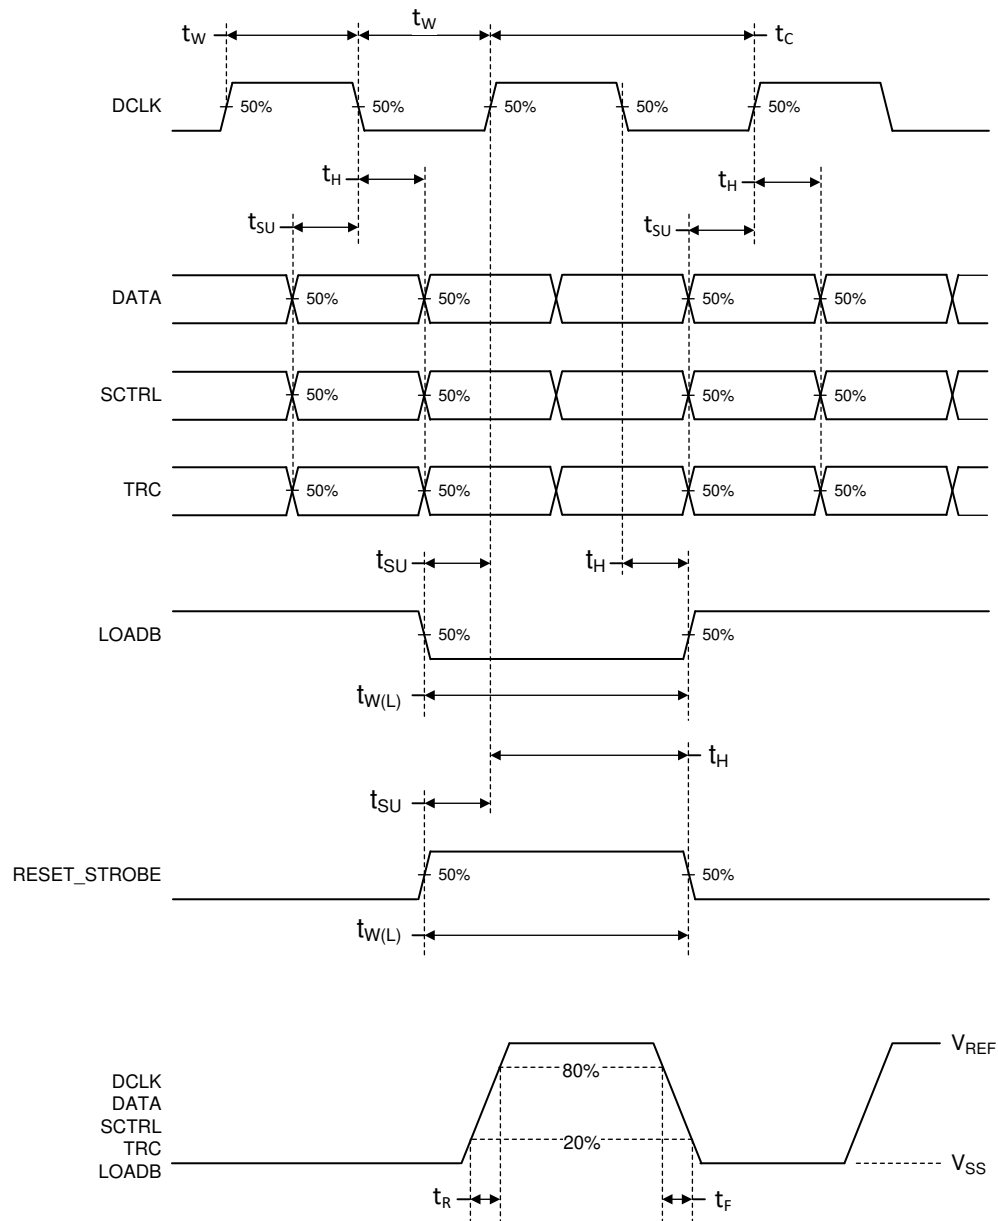 tW tW tC
DCLK 50% 50% 50% 50% 50%
tH tH
tSU tSU
DATA 50% 50% 50% 50%
SCTRL 50% 50% 50% 50%
TRC 50% 50% 50% 50%
tSU tH
LOADB 50% 50%
tW(L)
tH
tSU
RESET_STROBE 50% 50%
tW(L)
VREF
80%
DCLK
DATA
SCTRL
TRC
LOADB
20%
VSS
tR tF